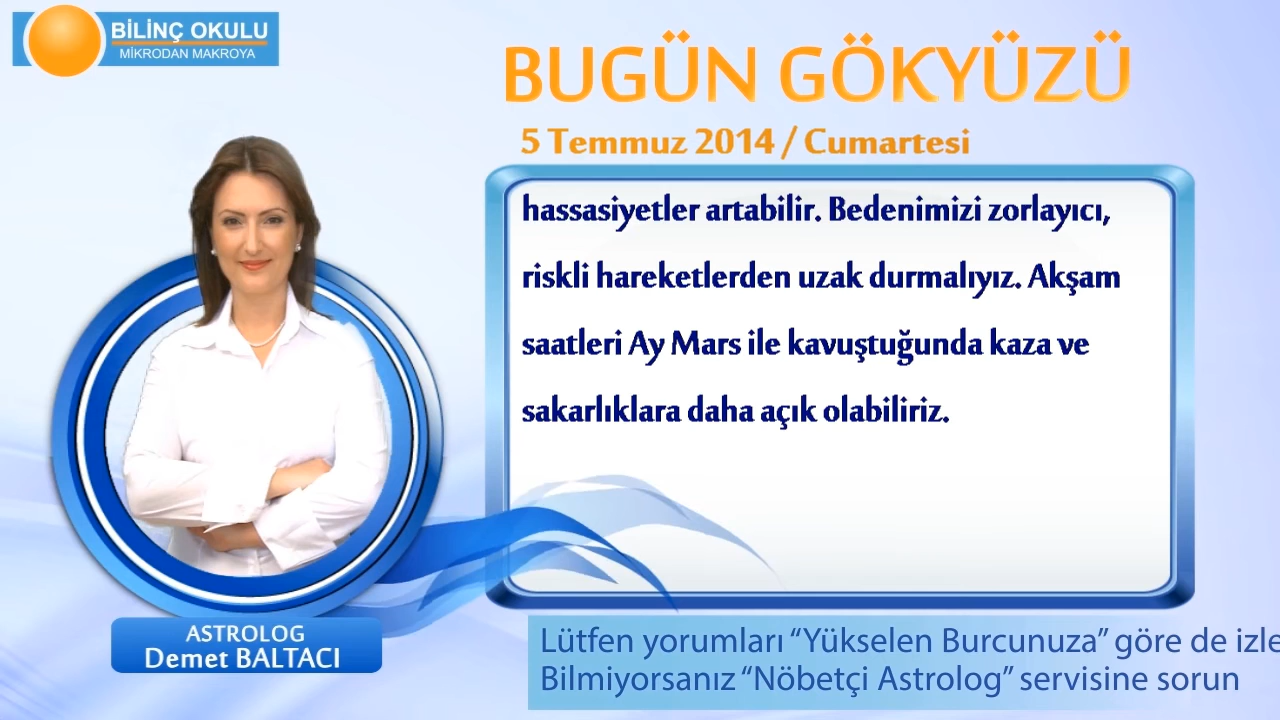 BİLİNÇ OKULU
MİKRODAN MAKROYA
BUGÜN GÖKYÜZÜ
5 Temmuz 2014 / Cumartesi
hassasiyetler artabilir. Bedenimizi zorlayıcı,
riskli hareketlerden uzak durmalıyız. Akşam
saatleri Ay Mars ile kavuştuğunda kaza ve
sakarlıklara daha açık olabiliriz.
ASTROLOG
Demet BALTACI
Lütfen yorumları “Yükselen Burcunuza” göre de izle
Bilmiyorsanız “Nöbetçi Astrolog” servisine sorun